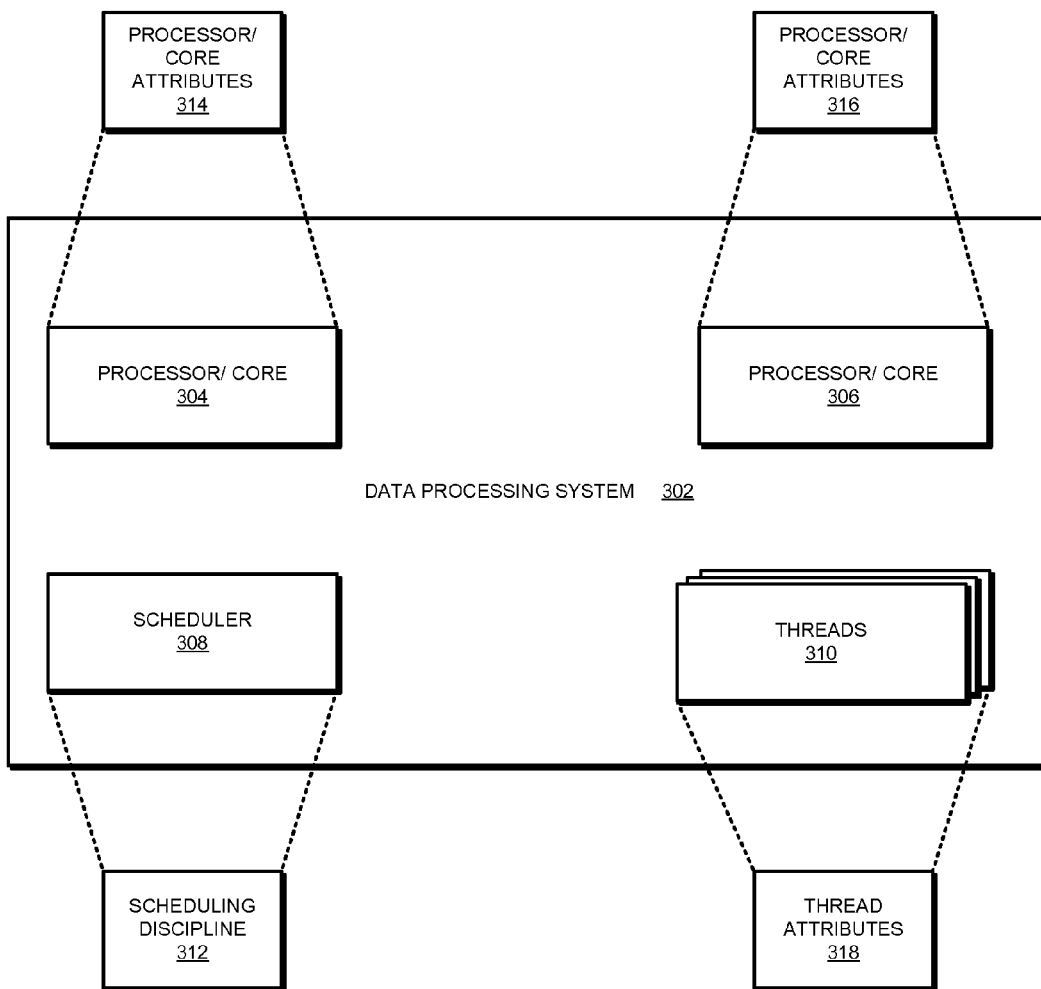 PROCESSOR/
CORE
ATTRIBUTES
314
PROCESSOR/
CORE
ATTRIBUTES
316
PROCESSOR/ CORE
304
PROCESSOR/ CORE
306
DATA PROCESSING SYSTEM 302
SCHEDULER
308
THREADS
310
SCHEDULING
DISCIPLINE
312
THREAD
ATTRIBUTES
318